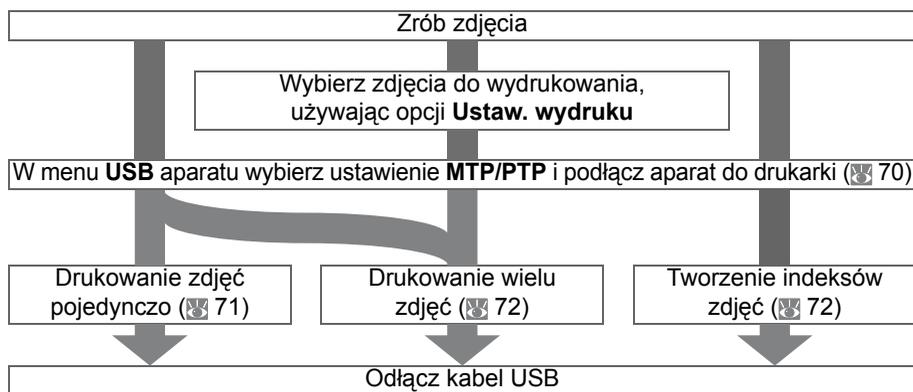 Zrób zdjęcia
Wybierz zdjęcia do wydrukowania,
używając opcji Ustaw. wydruku
W menu USB aparatu wybierz ustawienie MTP/PTP i podłącz aparat do drukarki ( 70)
Drukowanie zdjęć
pojedynczo ( 71)
Drukowanie wielu
zdjęć ( 72)
Tworzenie indeksów
zdjęć ( 72)
Odłącz kabel USB